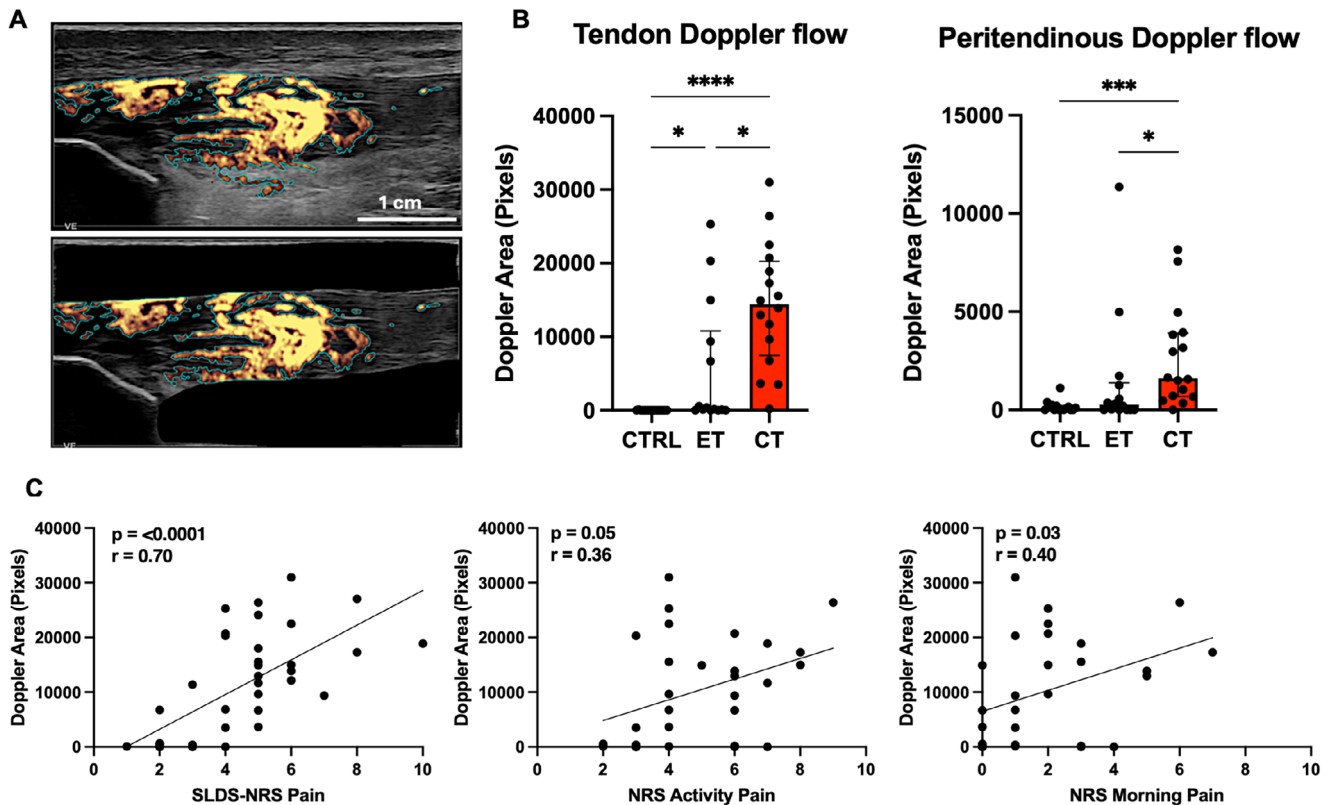 A
1 cm
VE
VE
B
Tendon Doppler flow
Doppler Area (Pixels)
40000
30000
20000
10000
0
****
*
*
CTRL
ET
CT
Peritendinous Doppler flow
Doppler Area (Pixels)
15000
10000
5000
0
***
*
CTRL
ET
CT
C
p = <0.0001
r = 0.70
Doppler Area (Pixels)
40000
30000
20000
10000
0
0 2 4 6 8 10
SLDS-NRS Pain
p = 0.05
r = 0.36
Doppler Area (Pixels)
40000
30000
20000
10000
0
0 2 4 6 8 10
NRS Activity Pain
p = 0.03
r = 0.40
Doppler Area (Pixels)
40000
30000
20000
10000
0
0 2 4 6 8 10
NRS Morning Pain